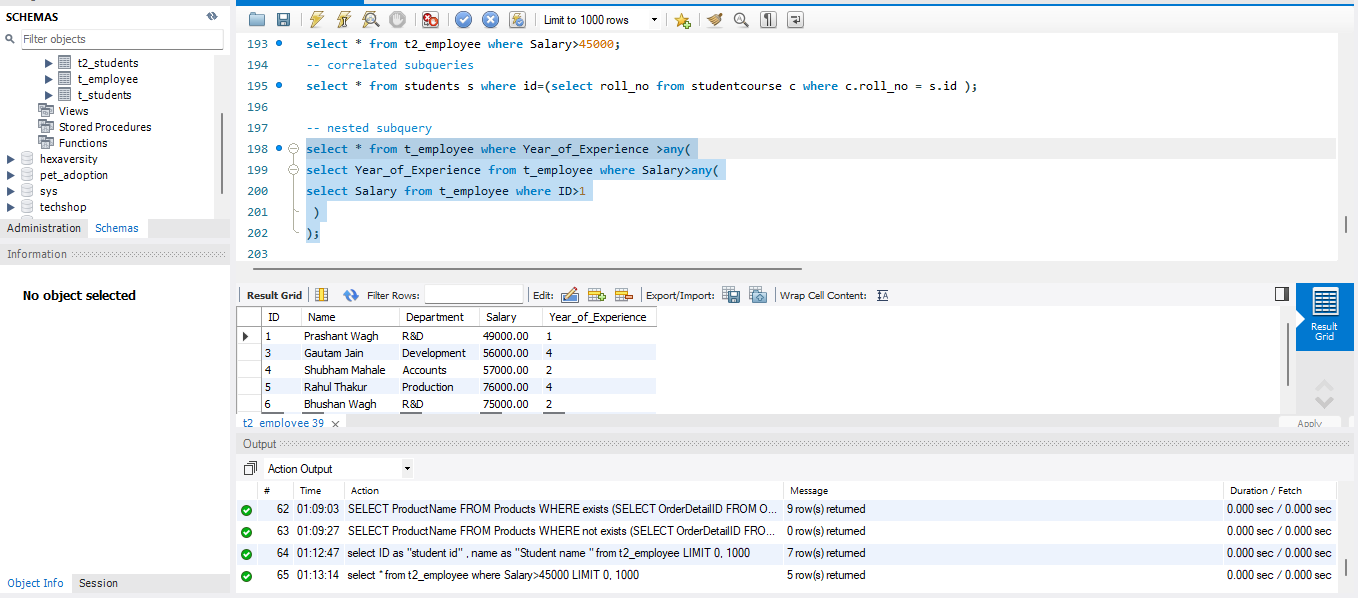 SCHEMAS
Filter objects
t2_students
t_employee
t_students
Views
Stored Procedures
Functions
hexaversity
pet_adoption
sys
techshop
Administration Schemas
Information
No object selected
Object Info Session
Limit to 1000 rows
193 select * from t2_employee where Salary>45000;
194 -- correlated subqueries
195 select * from students s where id=(select roll_no from studentcourse c where c.roll_no = s.id );
196
197 -- nested subquery
198 select * from t_employee where Year_of_Experience >any(
199 select Year_of_Experience from t_employee where Salary>any(
200 select Salary from t_employee where ID>1
201 )
202 );
203
Result Grid Filter Rows: Edit: Export/Import: Wrap Cell Content:
ID Name Department Salary Year_of_Experience
1 Prashant Wagh R&D 49000.00 1
3 Gautam Jain Development 56000.00 4
4 Shubham Mahale Accounts 57000.00 2
5 Rahul Thakur Production 76000.00 4
6 Bhushan Wagh R&D 75000.00 2
Result
Grid
t2_employee 39
Apply
Output
Action Output
# Time Action Message Duration / Fetch
62 01:09:03 SELECT ProductName FROM Products WHERE exists (SELECT OrderDetailID FROM O... 9 row(s) returned 0.000 sec / 0.000 sec
63 01:09:27 SELECT ProductName FROM Products WHERE not exists (SELECT OrderDetailID FRO... 0 row(s) returned 0.000 sec / 0.000 sec
64 01:12:47 select ID as "student id" , name as "Student name " from t2_employee LIMIT 0, 1000 7 row(s) returned 0.000 sec / 0.000 sec
65 01:13:14 select * from t2_employee where Salary>45000 LIMIT 0, 1000 5 row(s) returned 0.000 sec / 0.000 sec